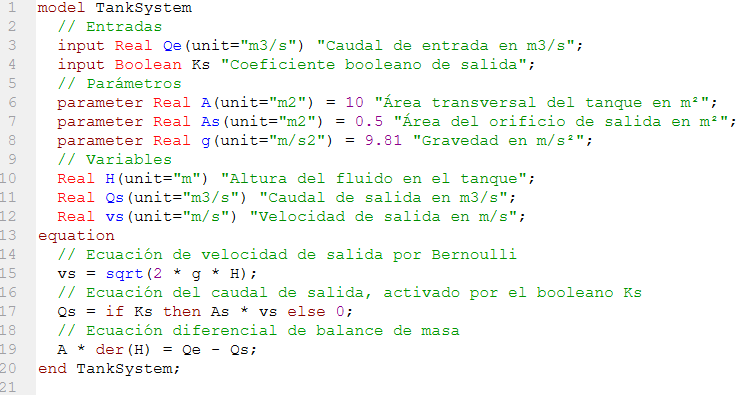 1 model TankSystem
2   // Entradas
3   input Real Qe(unit="m3/s") "Caudal de entrada en m3/s";
4   input Boolean Ks "Coeficiente booleano de salida";
5   // Parámetros
6   parameter Real A(unit="m2") = 10 "Área transversal del tanque en m²";
7   parameter Real As(unit="m2") = 0.5 "Área del orificio de salida en m²";
8   parameter Real g(unit="m/s2") = 9.81 "Gravedad en m/s²";
9   // Variables
10   Real H(unit="m") "Altura del fluido en el tanque";
11   Real Qs(unit="m3/s") "Caudal de salida en m3/s";
12   Real vs(unit="m/s") "Velocidad de salida en m/s";
13 equation
14   // Ecuación de velocidad de salida por Bernoulli
15   vs = sqrt(2 * g * H);
16   // Ecuación del caudal de salida, activado por el booleano Ks
17   Qs = if Ks then As * vs else 0;
18   // Ecuación diferencial de balance de masa
19   A * der(H) = Qe - Qs;
20 end TankSystem;
21